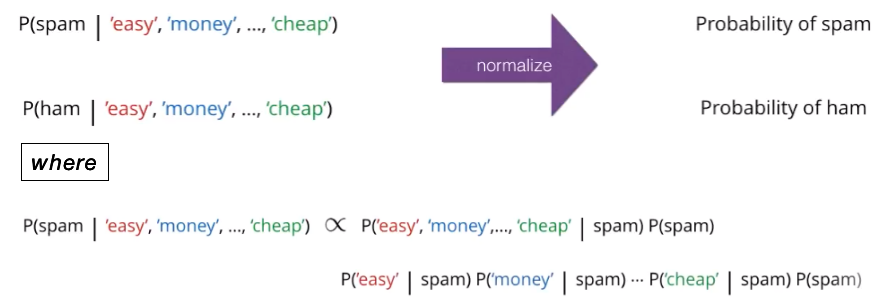 P(spam | 'easy', 'money', ..., 'cheap') normalize Probability of spam
P(ham | 'easy', 'money', ..., 'cheap') Probability of ham
where
P(spam | 'easy', 'money', ..., 'cheap') ∝ P('easy', 'money',..., 'cheap' | spam) P(spam)
P('easy' | spam) P('money' | spam) ··· P('cheap' | spam) P(spam)